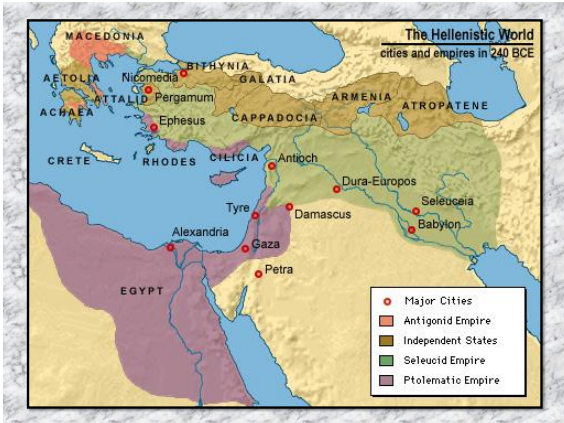 The Hellenistic World
cities and empires in 240 BCE
MACEDONIA
BITHYNIA
AETOLIA
Nicomedia
GALATIA
ATTALID
Pergamum
ARMENIA
ATROPATENE
ACHAEA
Ephesus
CAPPADOCIA
CRETE
RHODES
CILICIA
Antioch
Dura-Europos
Seleuceia
Tyre
Damascus
Babylon
Alexandria
Gaza
Petra
EGYPT
Major Cities
Antigonid Empire
Independent States
Seleucid Empire
Ptolematic Empire